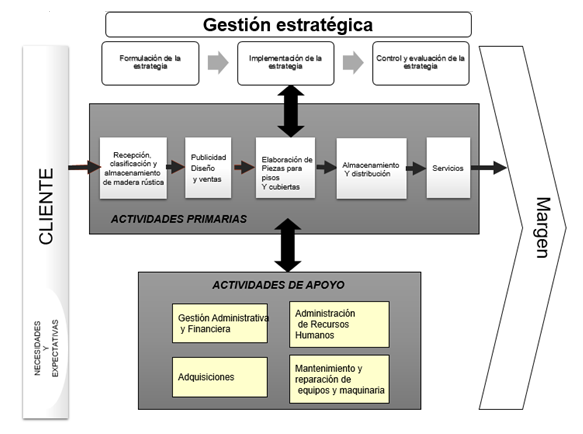 Gestión estratégica
Formulación de la
estrategia
Implementación de la
estrategia
Control y evaluación de la
estrategia
CLIENTE
NECESIDADES
Y
EXPECTATIVAS
Recepción,
clasificación y
almacenamiento
de madera rústica
Publicidad
Diseño
y ventas
Elaboración de
Piezas para
pisos
Y cubiertas
Almacenamiento
Y distribución
Servicios
ACTIVIDADES PRIMARIAS
Margen
ACTIVIDADES DE APOYO
Gestión Administrativa
y Financiera
Administración
de Recursos
Humanos
Adquisiciones
Mantenimiento y
reparación de
equipos y maquinaria